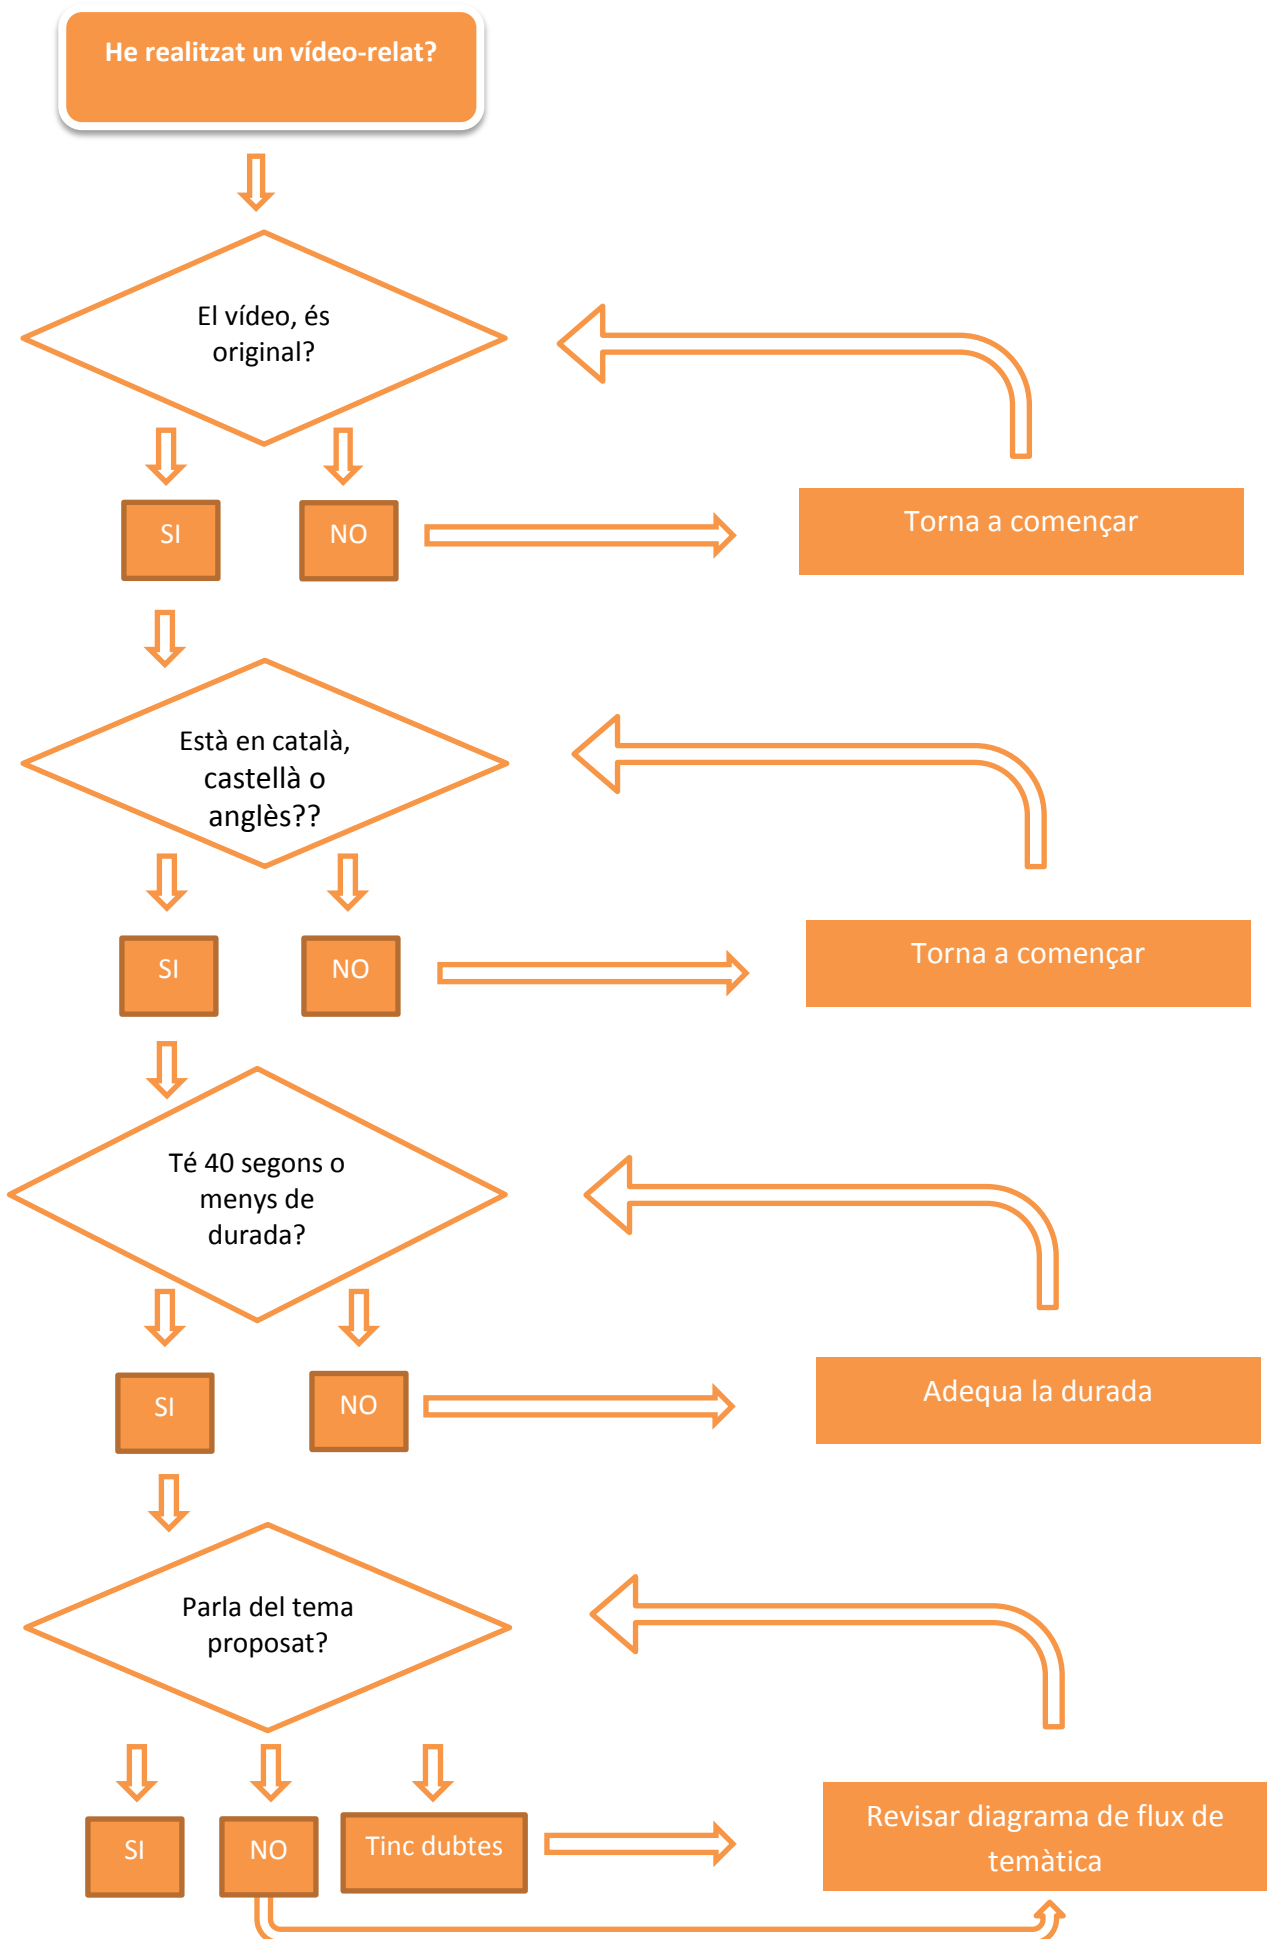 He realitzat un vídeo-relat?
El vídeo, és
original?
SI
NO
Torna a començar
Està en català,
castellà o
anglès??
SI
NO
Torna a començar
Té 40 segons o
menys de
durada?
SI
NO
Adequa la durada
Parla del tema
proposat?
SI
NO
Tinc dubtes
Revisar diagrama de flux de
temàtica